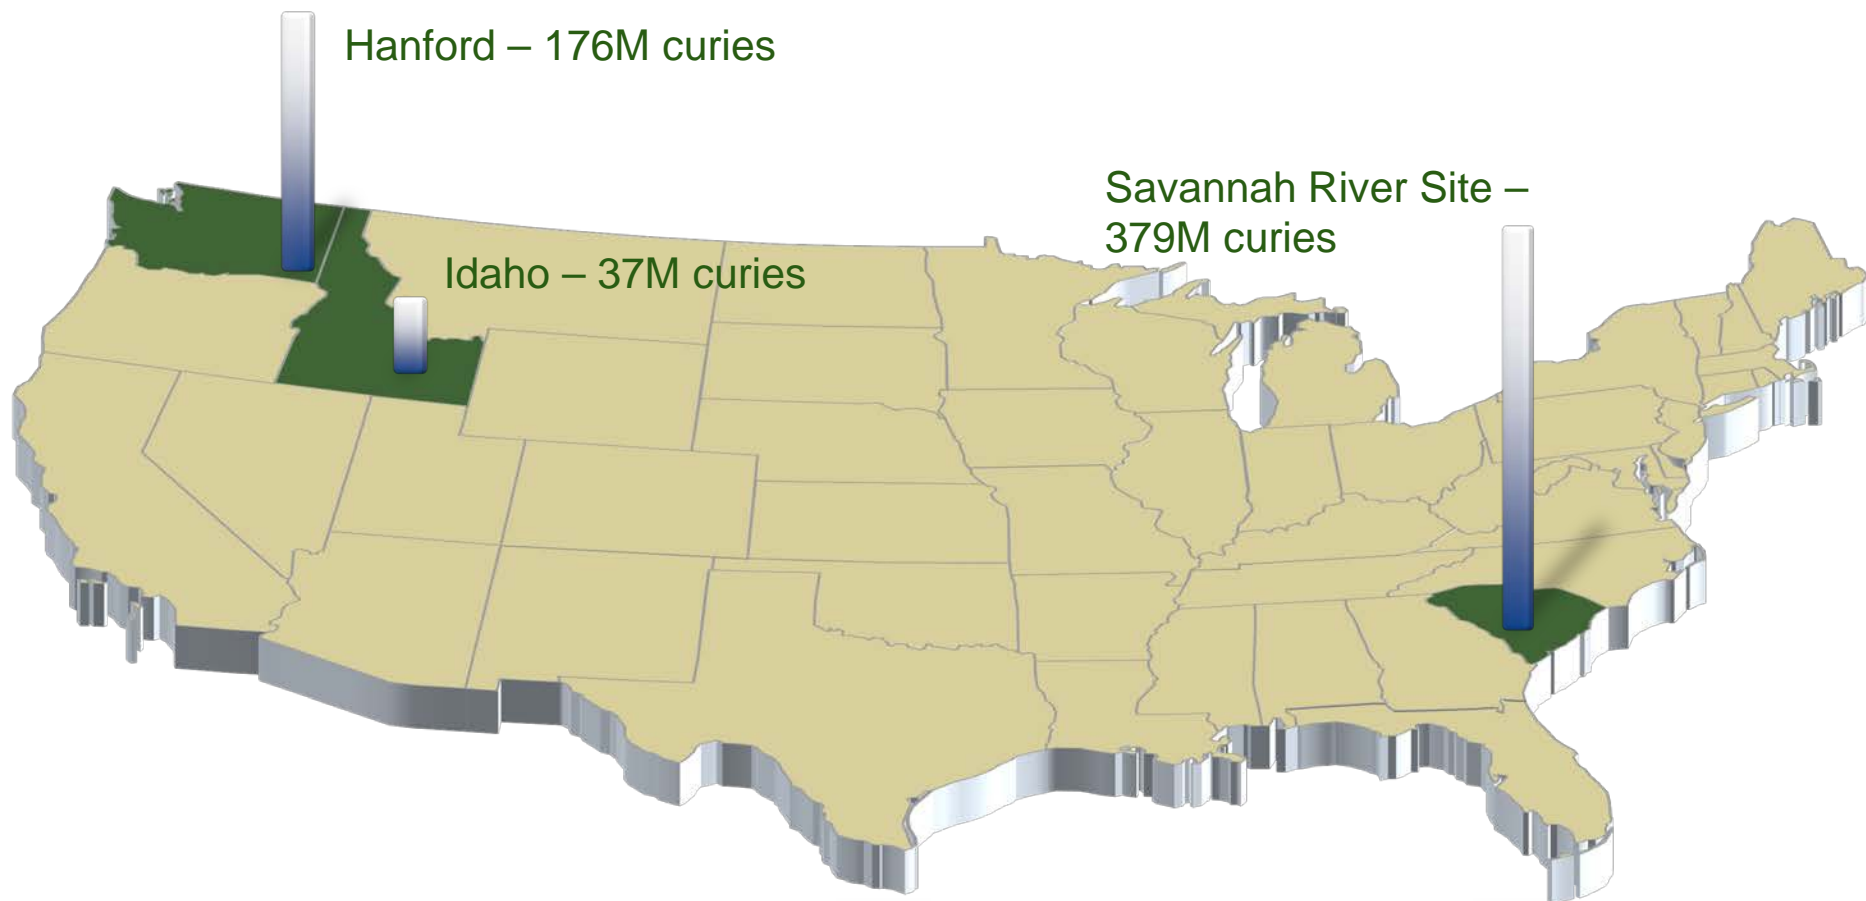 Hanford – 176M curies
Savannah River Site –
379M curies
Idaho – 37M curies